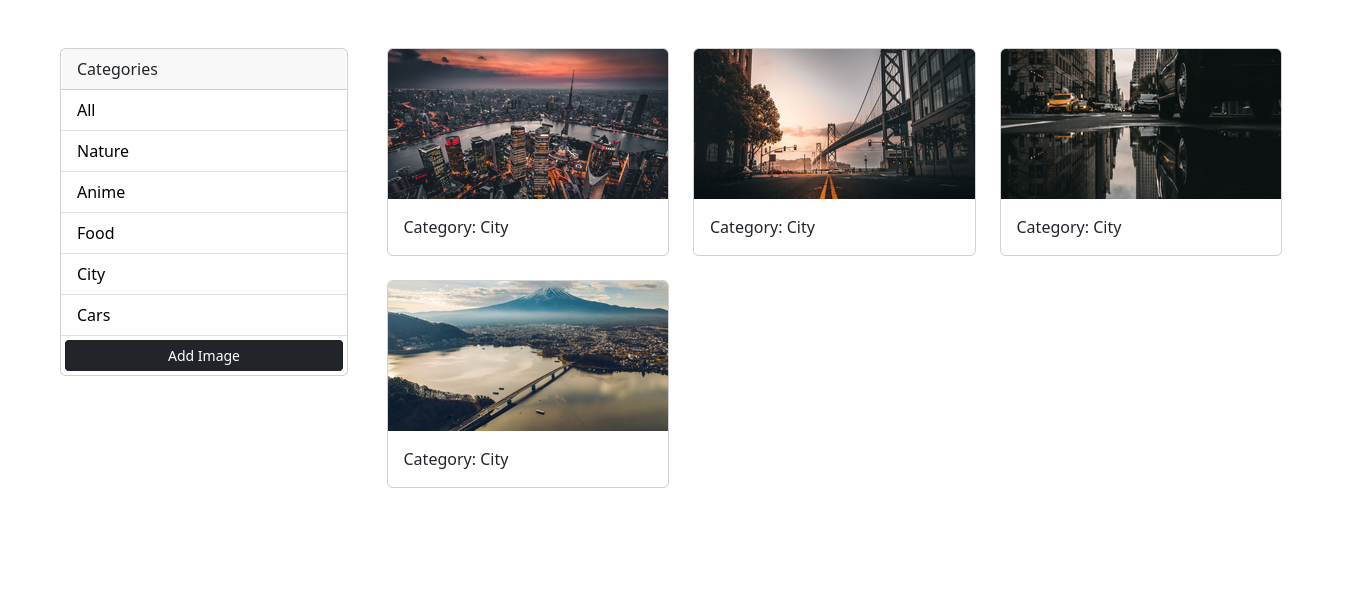 Categories
All
Nature
Anime
Food
City
Cars
Add Image
Category: City
Category: City
Category: City
Category: City